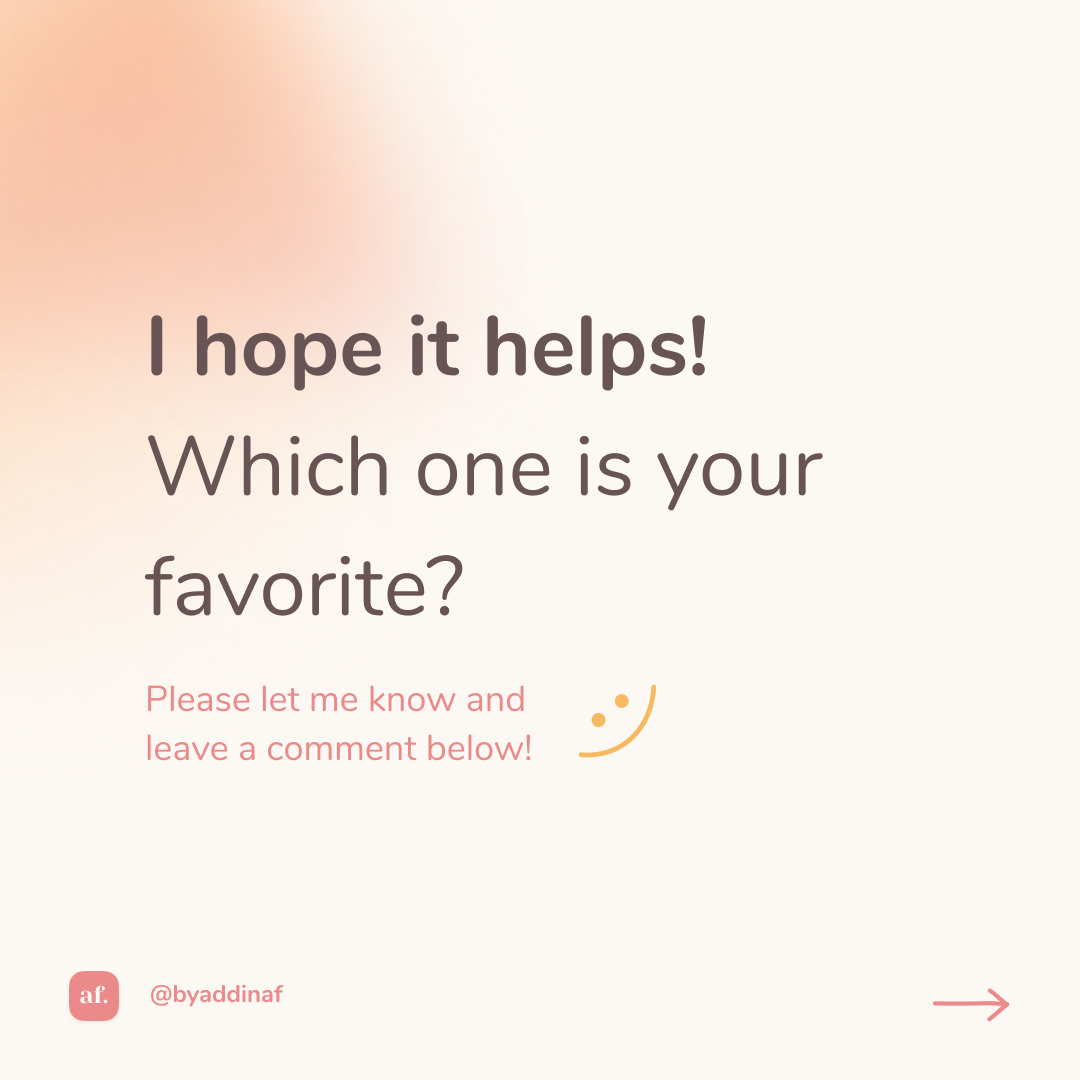 I hope it helps!
Which one is your
favorite?
Please let me know and
leave a comment below!
af.
@byaddinaf